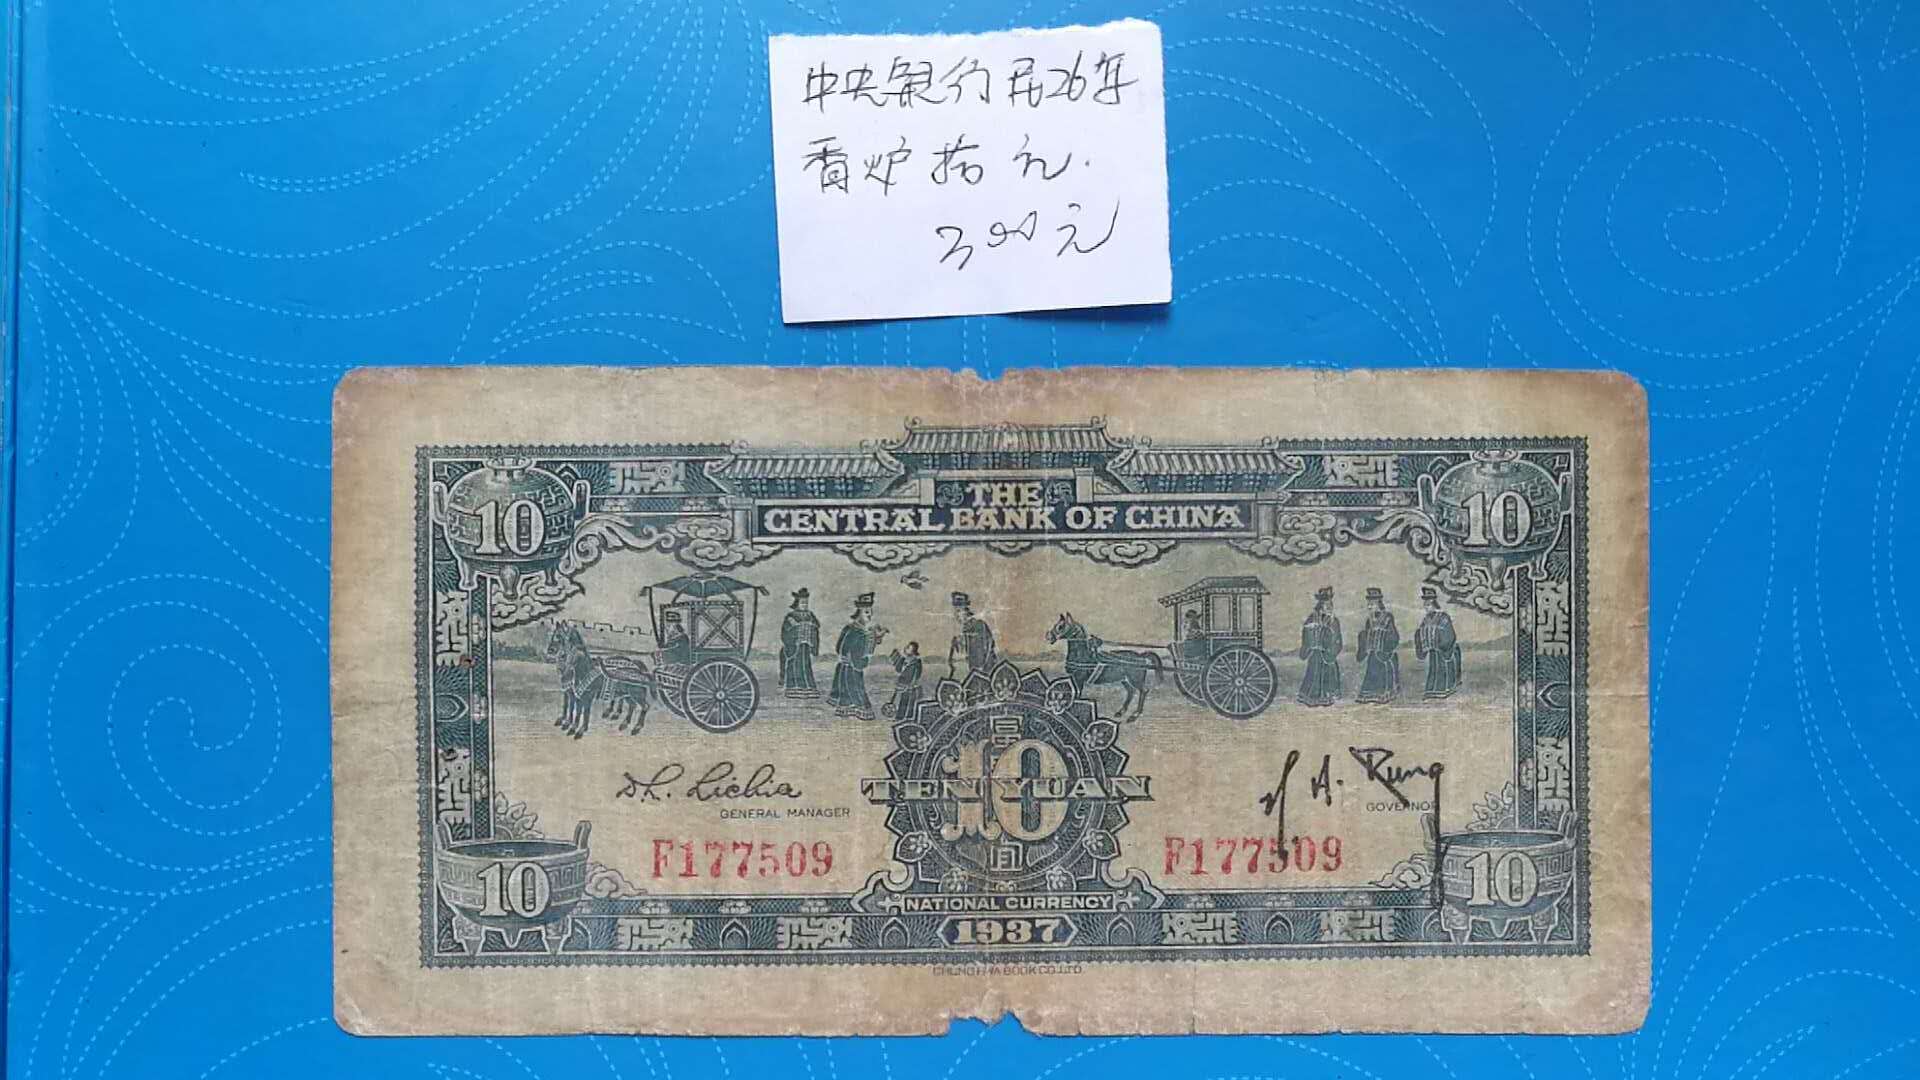 中央银行民26年
香炉拾元.
300元
10
THE
CENTRAL BANK OF CHINA
10
GENERAL MANAGER
10
TEN YUAN
GOVERNOR
F177509
F177509
10
NATIONAL CURRENCY
10
1937
CHUNG HWA BOOK CO. LTD.